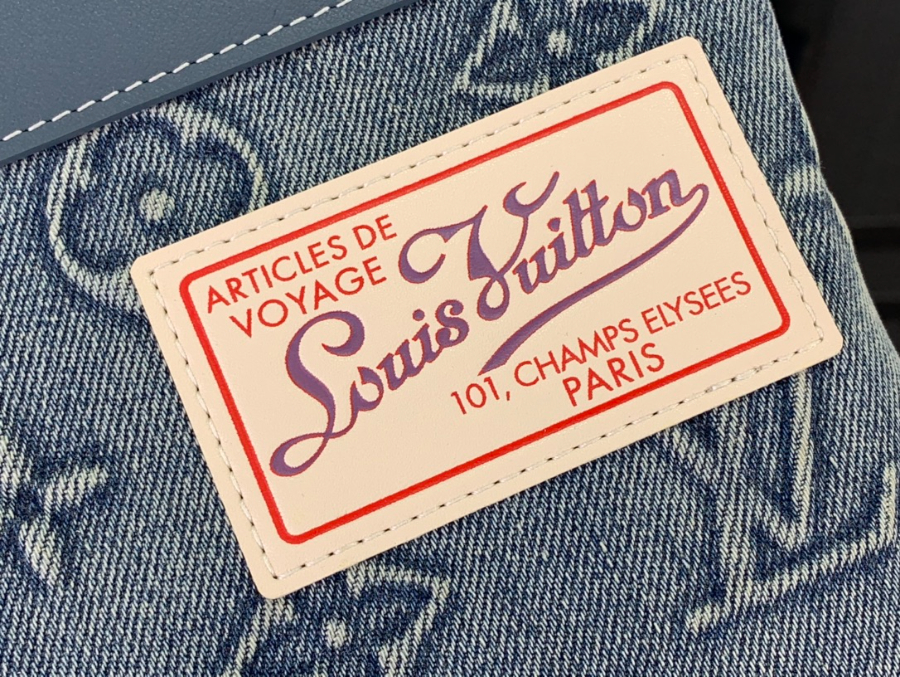 ARTICLES DE
VOYAGE
Louis Vuitton
101, CHAMPS ELYSEES
PARIS